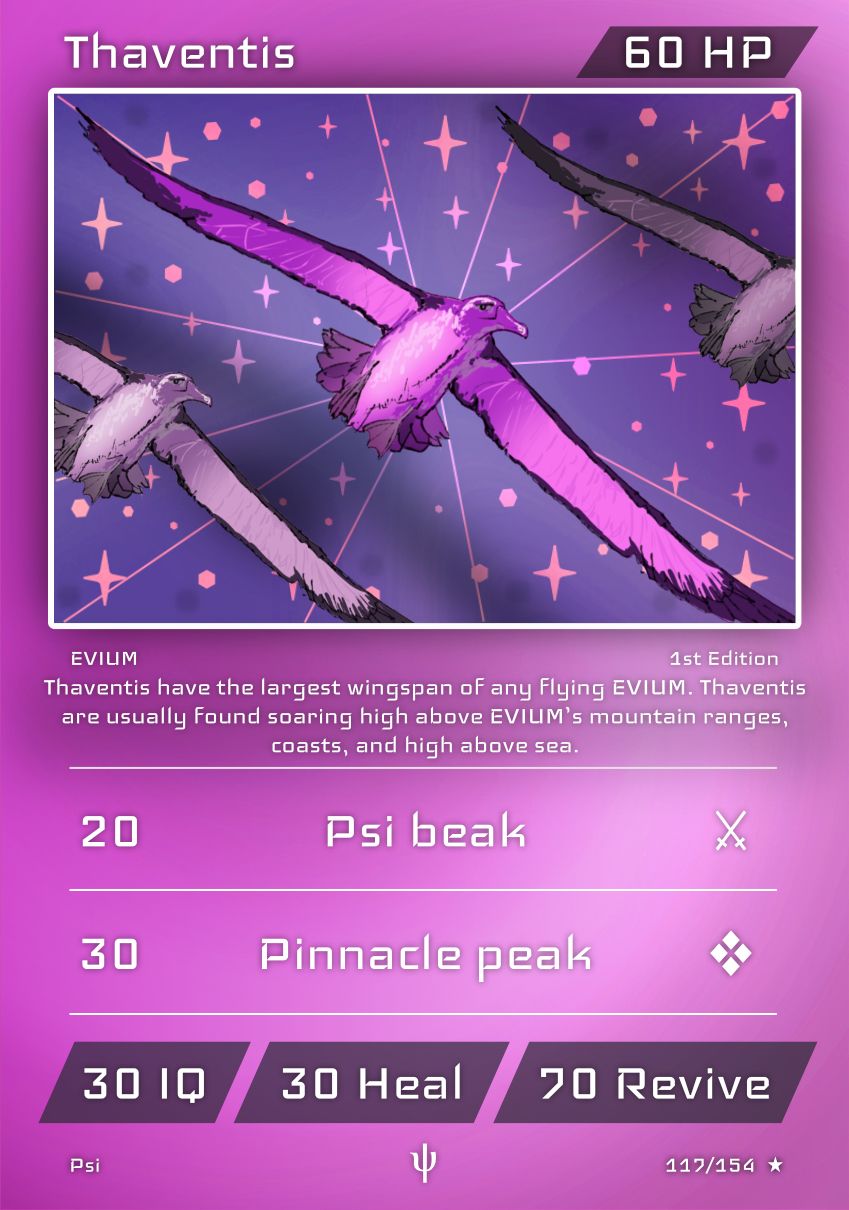 Thaventis
60 HP
EVIUM
1st Edition
Thaventis have the largest wingspan of any flying EVIUM. Thaventis
are usually found soaring high above EVIUM's mountain ranges,
coasts, and high above sea.
20 Psi beak
30 Pinnacle peak
30 IQ
30 Heal
70 Revive
Psi
ψ
117/154 ★